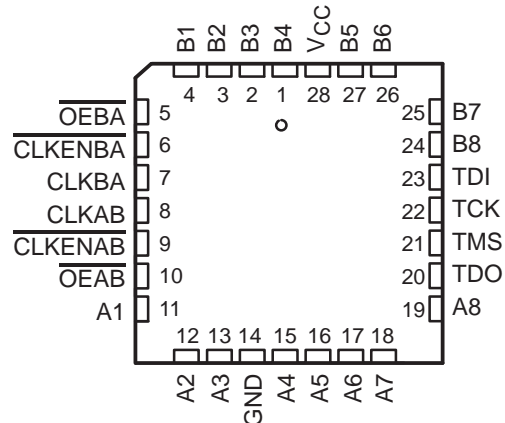 B1 B2 B3 B4 VCC B5 B6
4 3 2 1 28 27 26
OEBA 5 25 B7
CLKENBA 6 24 B8
CLKBA 7 23 TDI
CLKAB 8 22 TCK
CLKENAB 9 21 TMS
OEAB 10 20 TDO
A1 11 19 A8
12 13 14 15 16 17 18
A2 A3 GND A4 A5 A6 A7